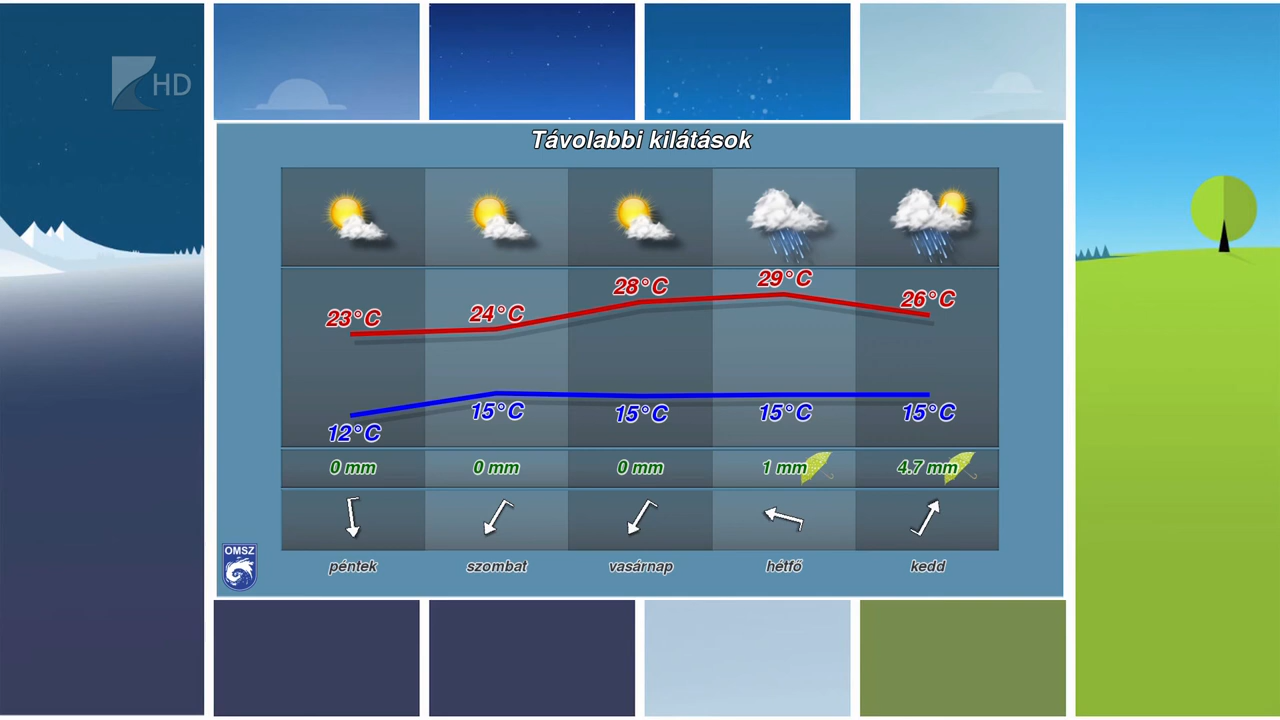 HD
Távolabbi kilátások
23°C 24°C 28°C 29°C 26°C
12°C 15°C 15°C 15°C 15°C
0 mm 0 mm 0 mm 1 mm 4.7 mm
OMSZ
péntek szombat vasárnap hétfő kedd